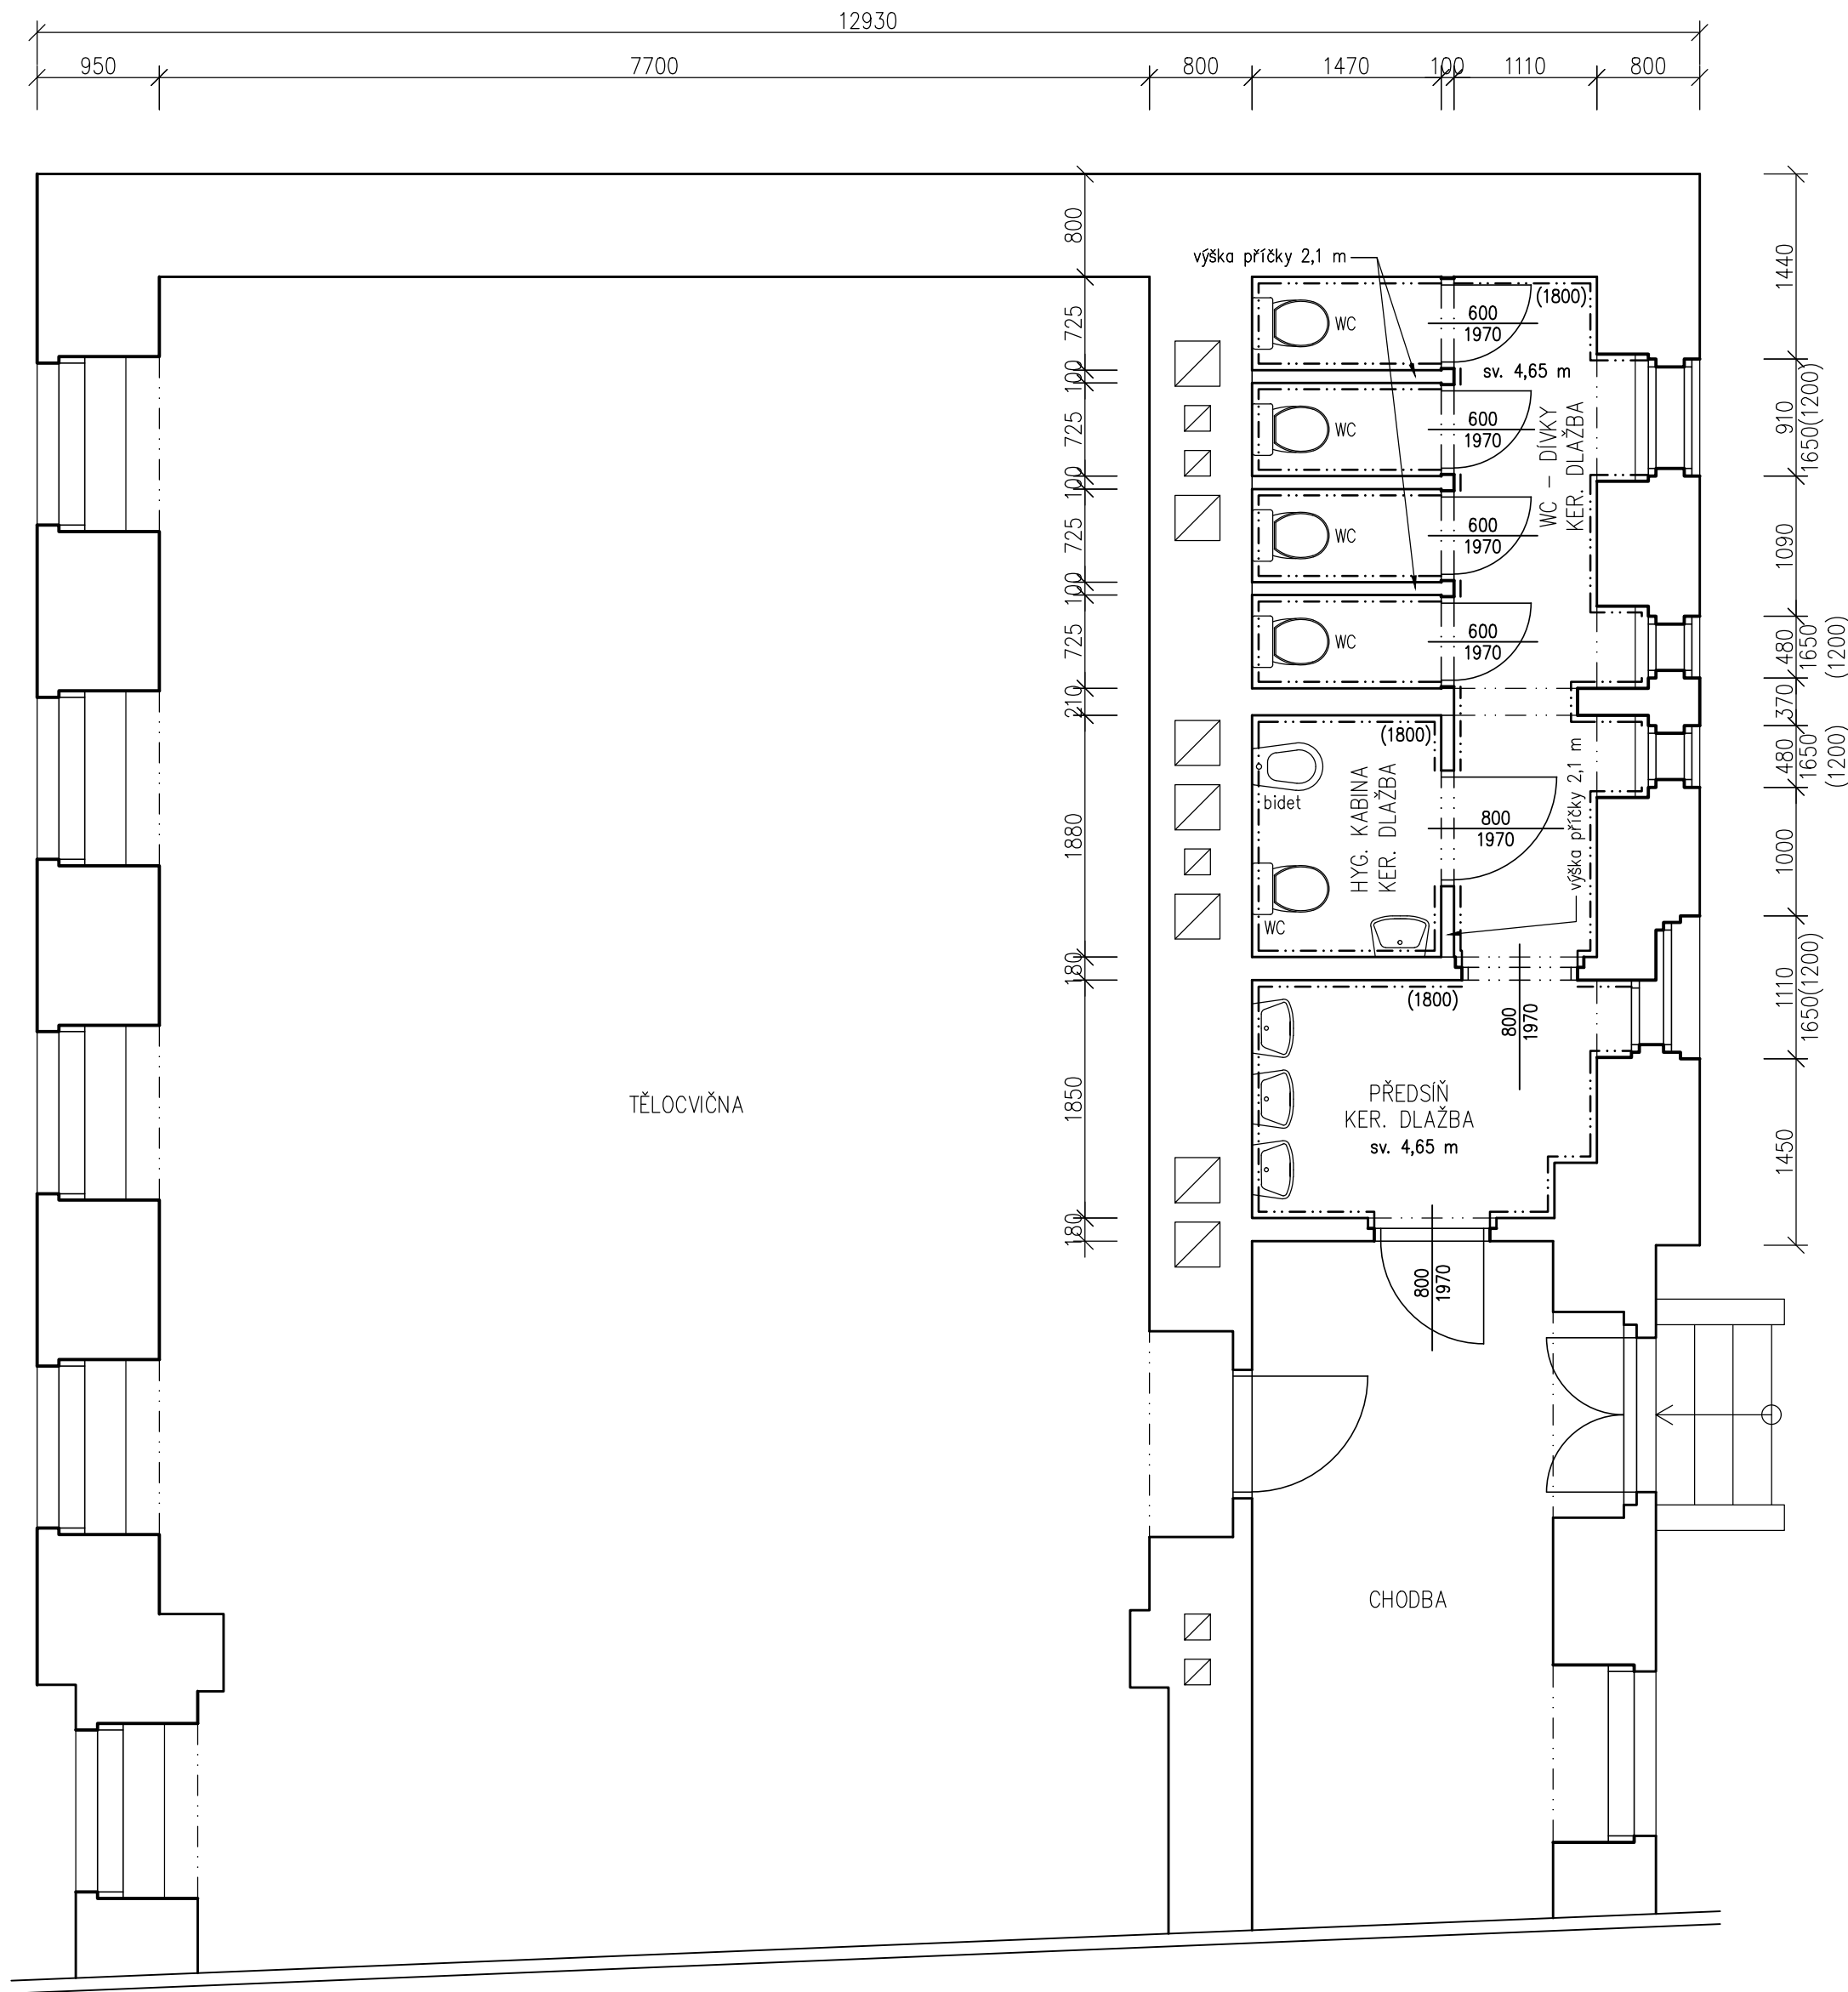 12930
950
7700
800
1470
100
1110
800
800
725
100
725
100
725
100
725
210
1880
180
1850
180
1440
910
1650(1200)
1090
480
1650
(1200)
370
480
1650
(1200)
1000
1110
1650(1200)
1450
výška příčky 2,1 m
WC
600
1970
(1800)
sv. 4,65 m
WC
600
1970
WC - DÍVKY
KER. DLAŽBA
WC
600
1970
WC
600
1970
(1800)
bidet
HYG. KABINA
KER. DLAŽBA
800
1970
výška příčky 2,1 m
WC
(1800)
800
1970
PŘEDSÍŇ
KER. DLAŽBA
sv. 4,65 m
800
1970
TĚLOCVIČNA
CHODBA